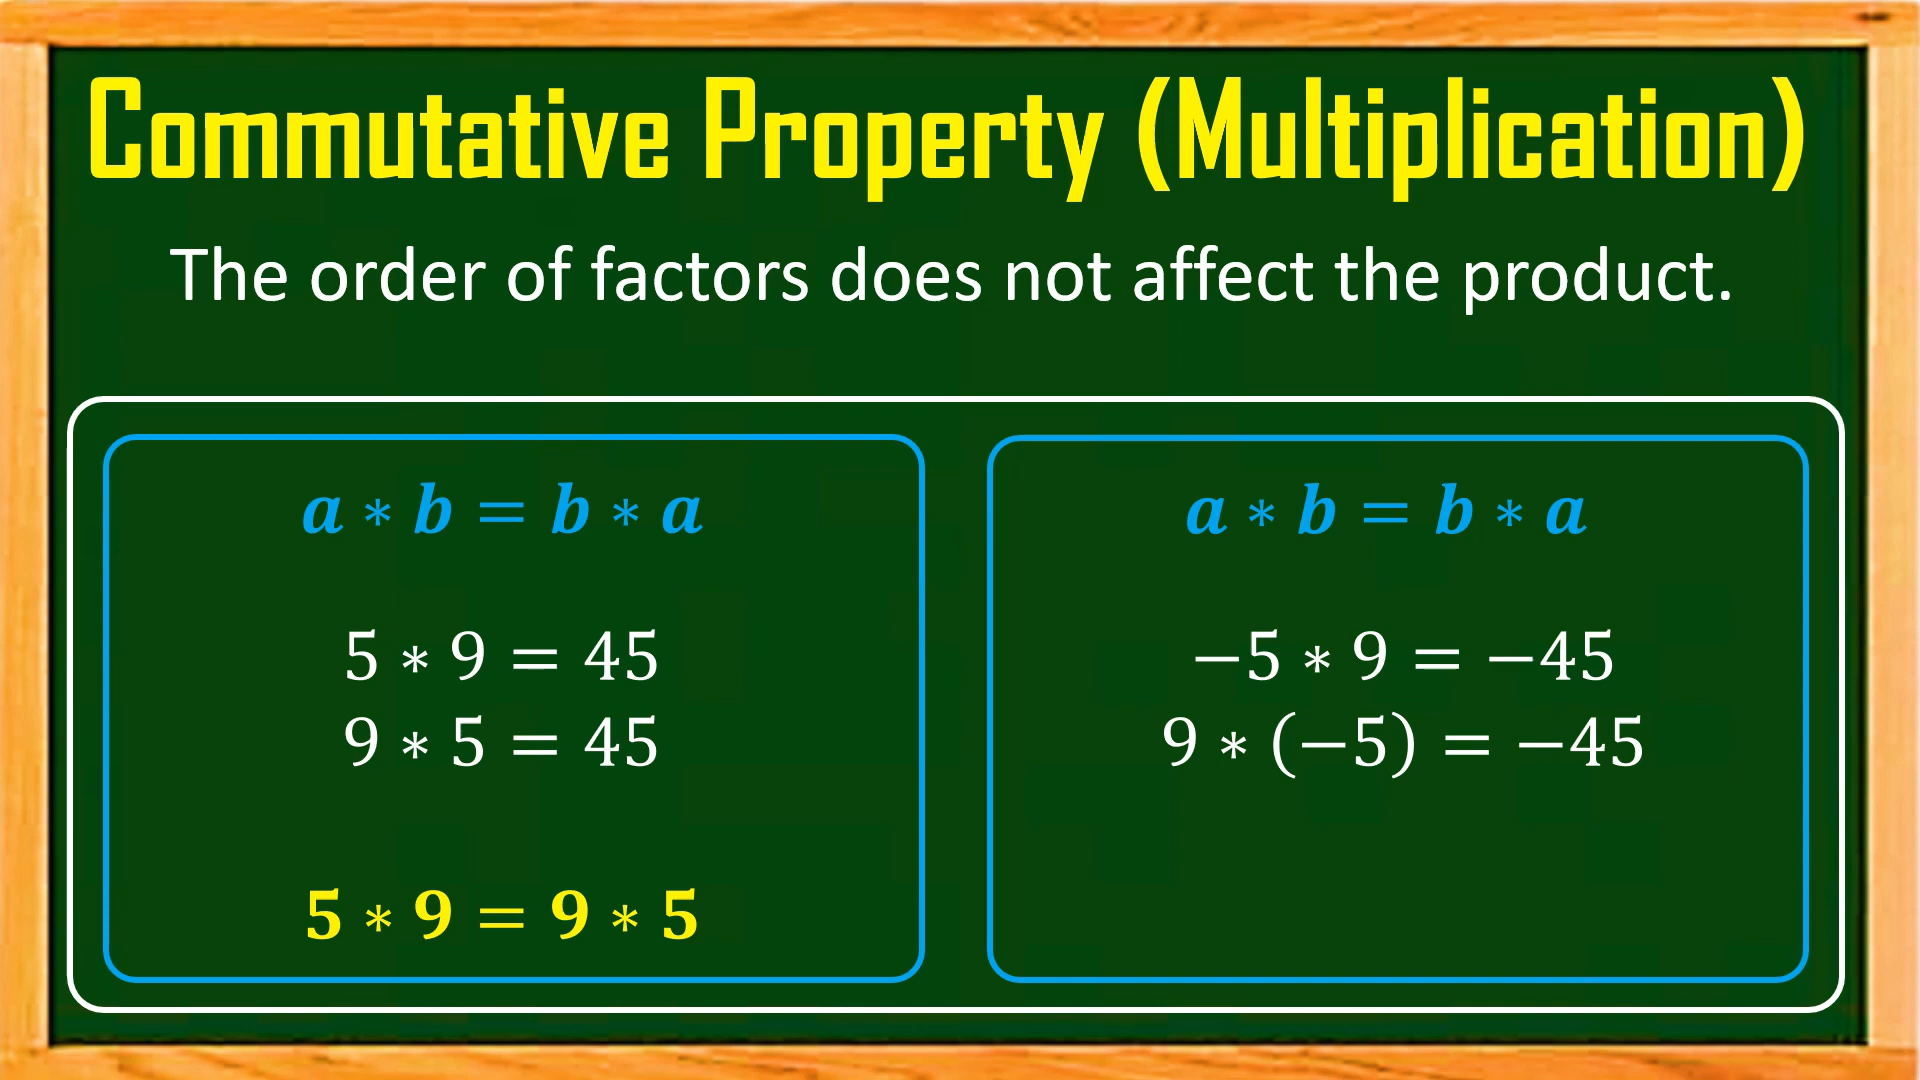 Commutative Property (Multiplication)
The order of factors does not affect the product.
a ∗ b = b ∗ a
5 ∗ 9 = 45
9 ∗ 5 = 45
5 ∗ 9 = 9 ∗ 5
a ∗ b = b ∗ a
−5 ∗ 9 = −45
9 ∗ (−5) = −45